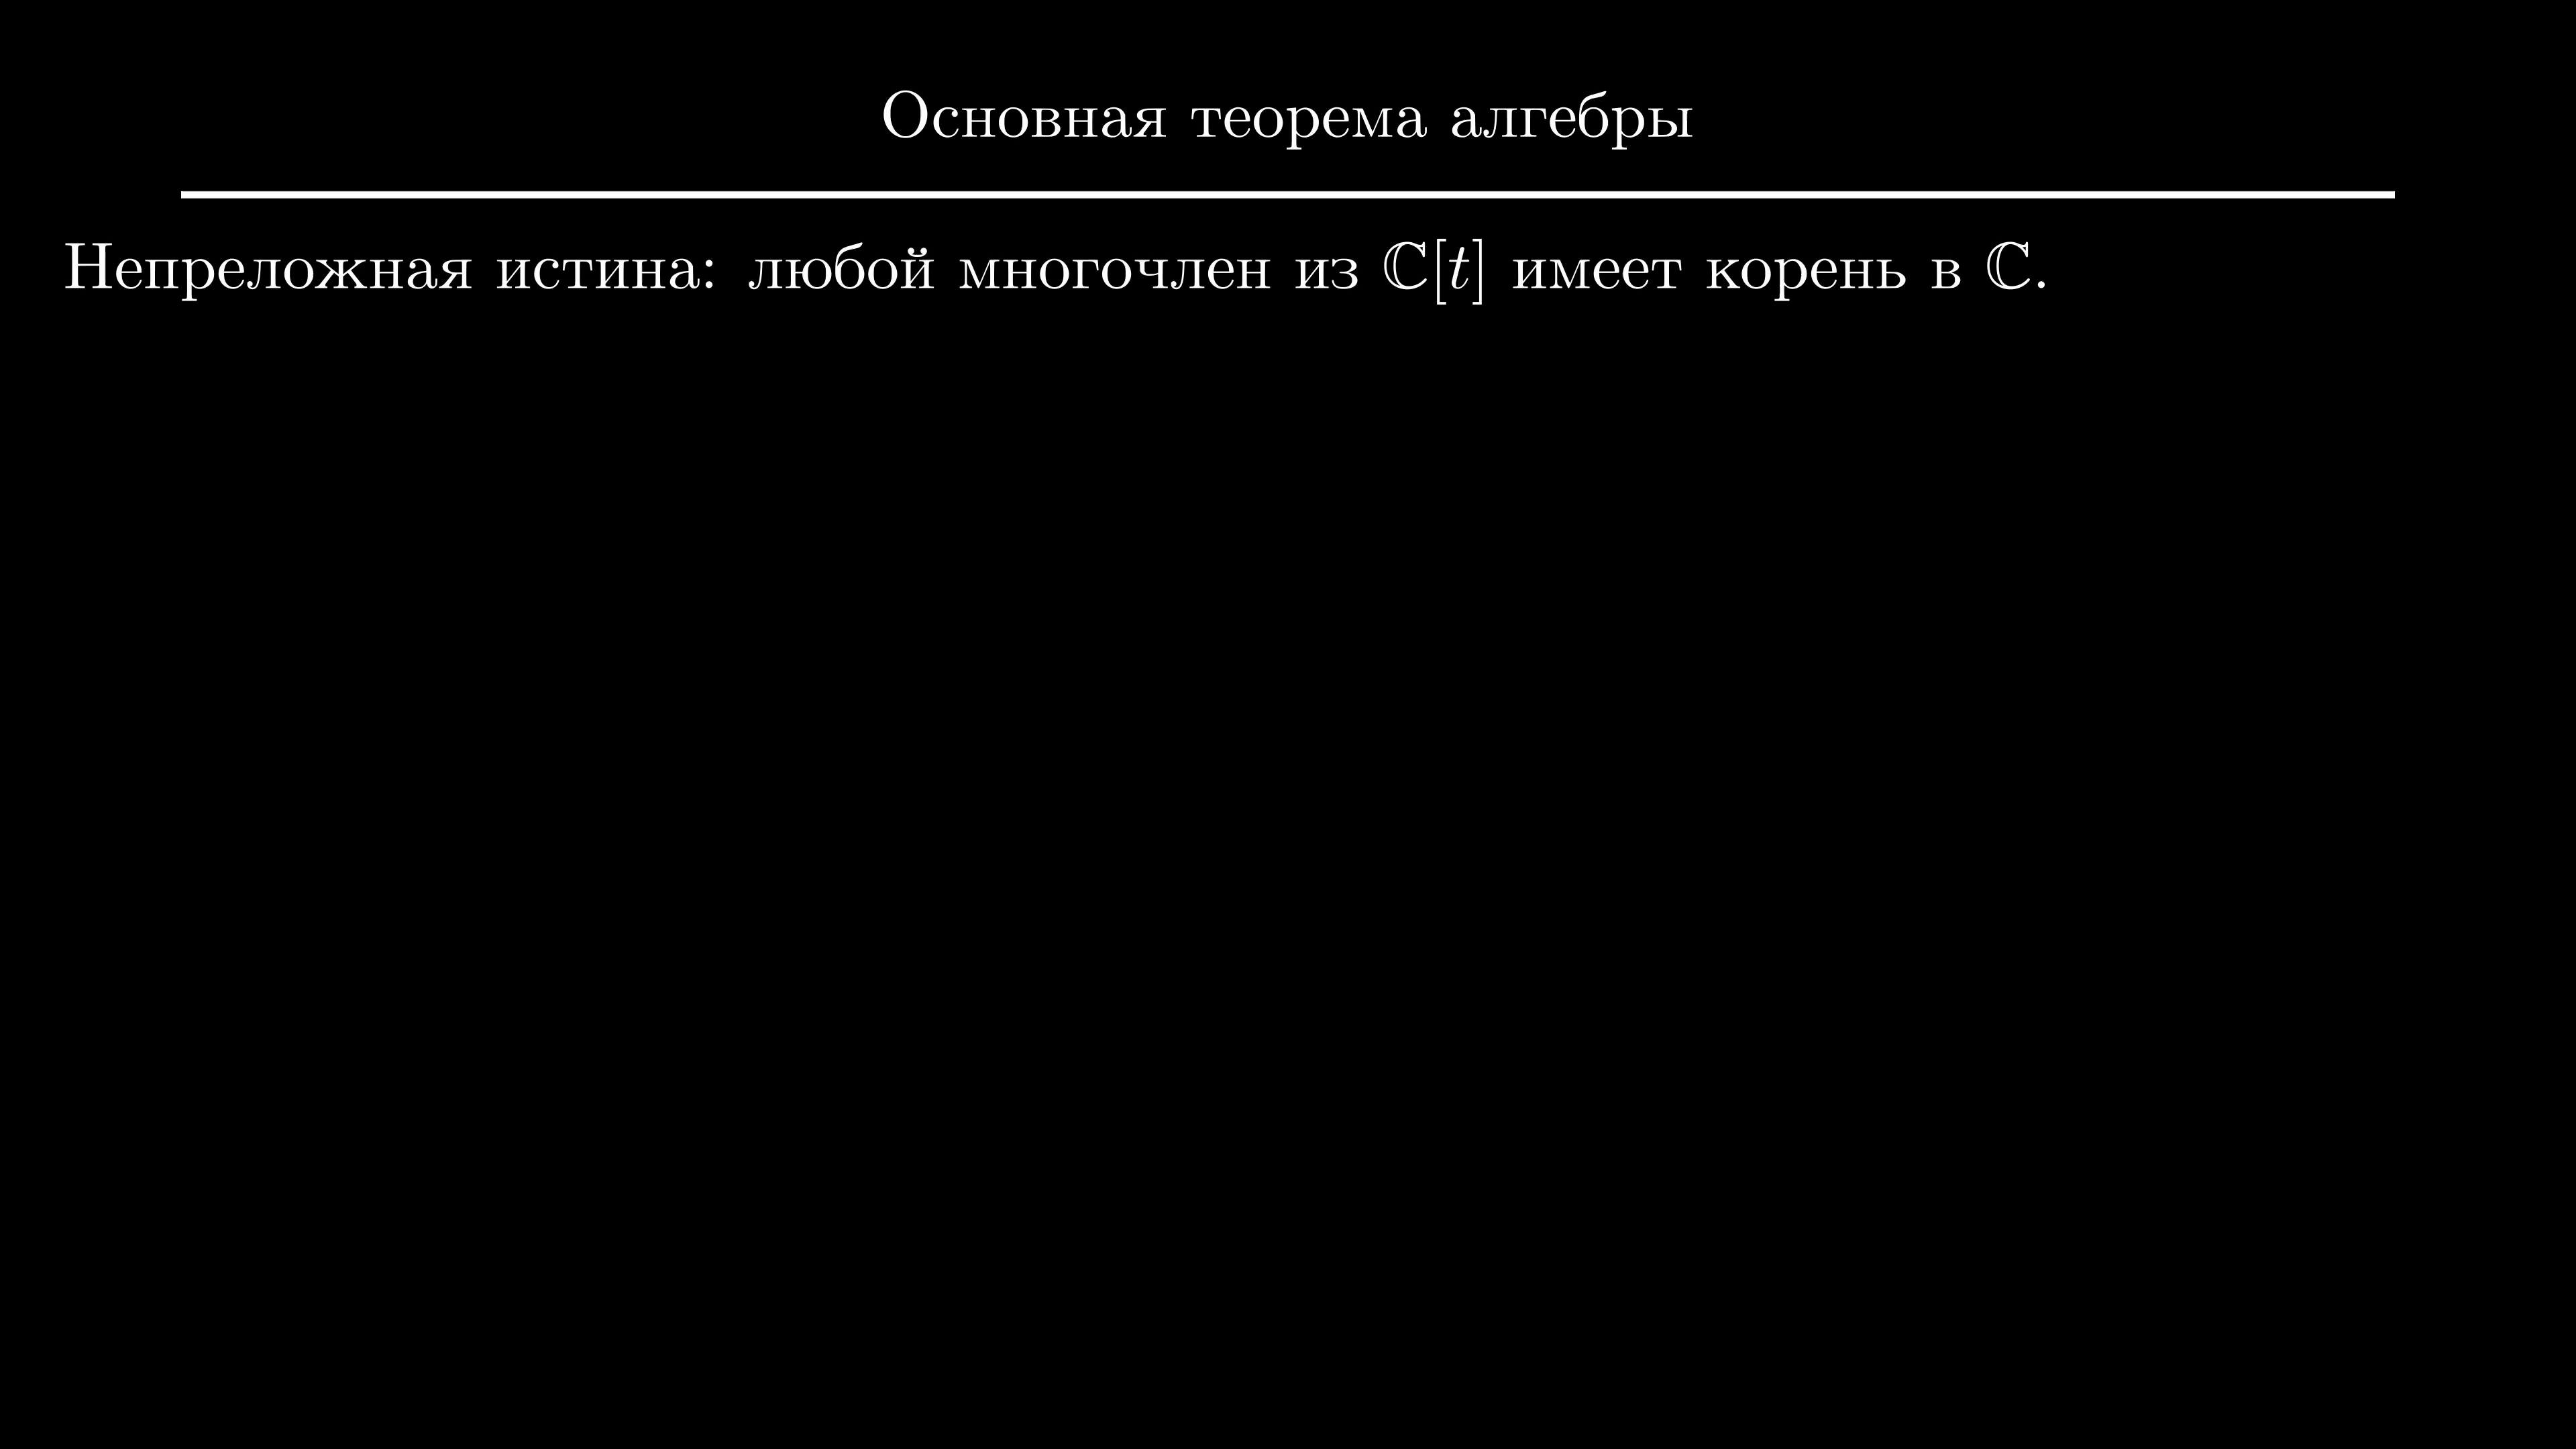 Основная теорема алгебры
Непреложная истина: любой многочлен из ℂ[t] имеет корень в ℂ.